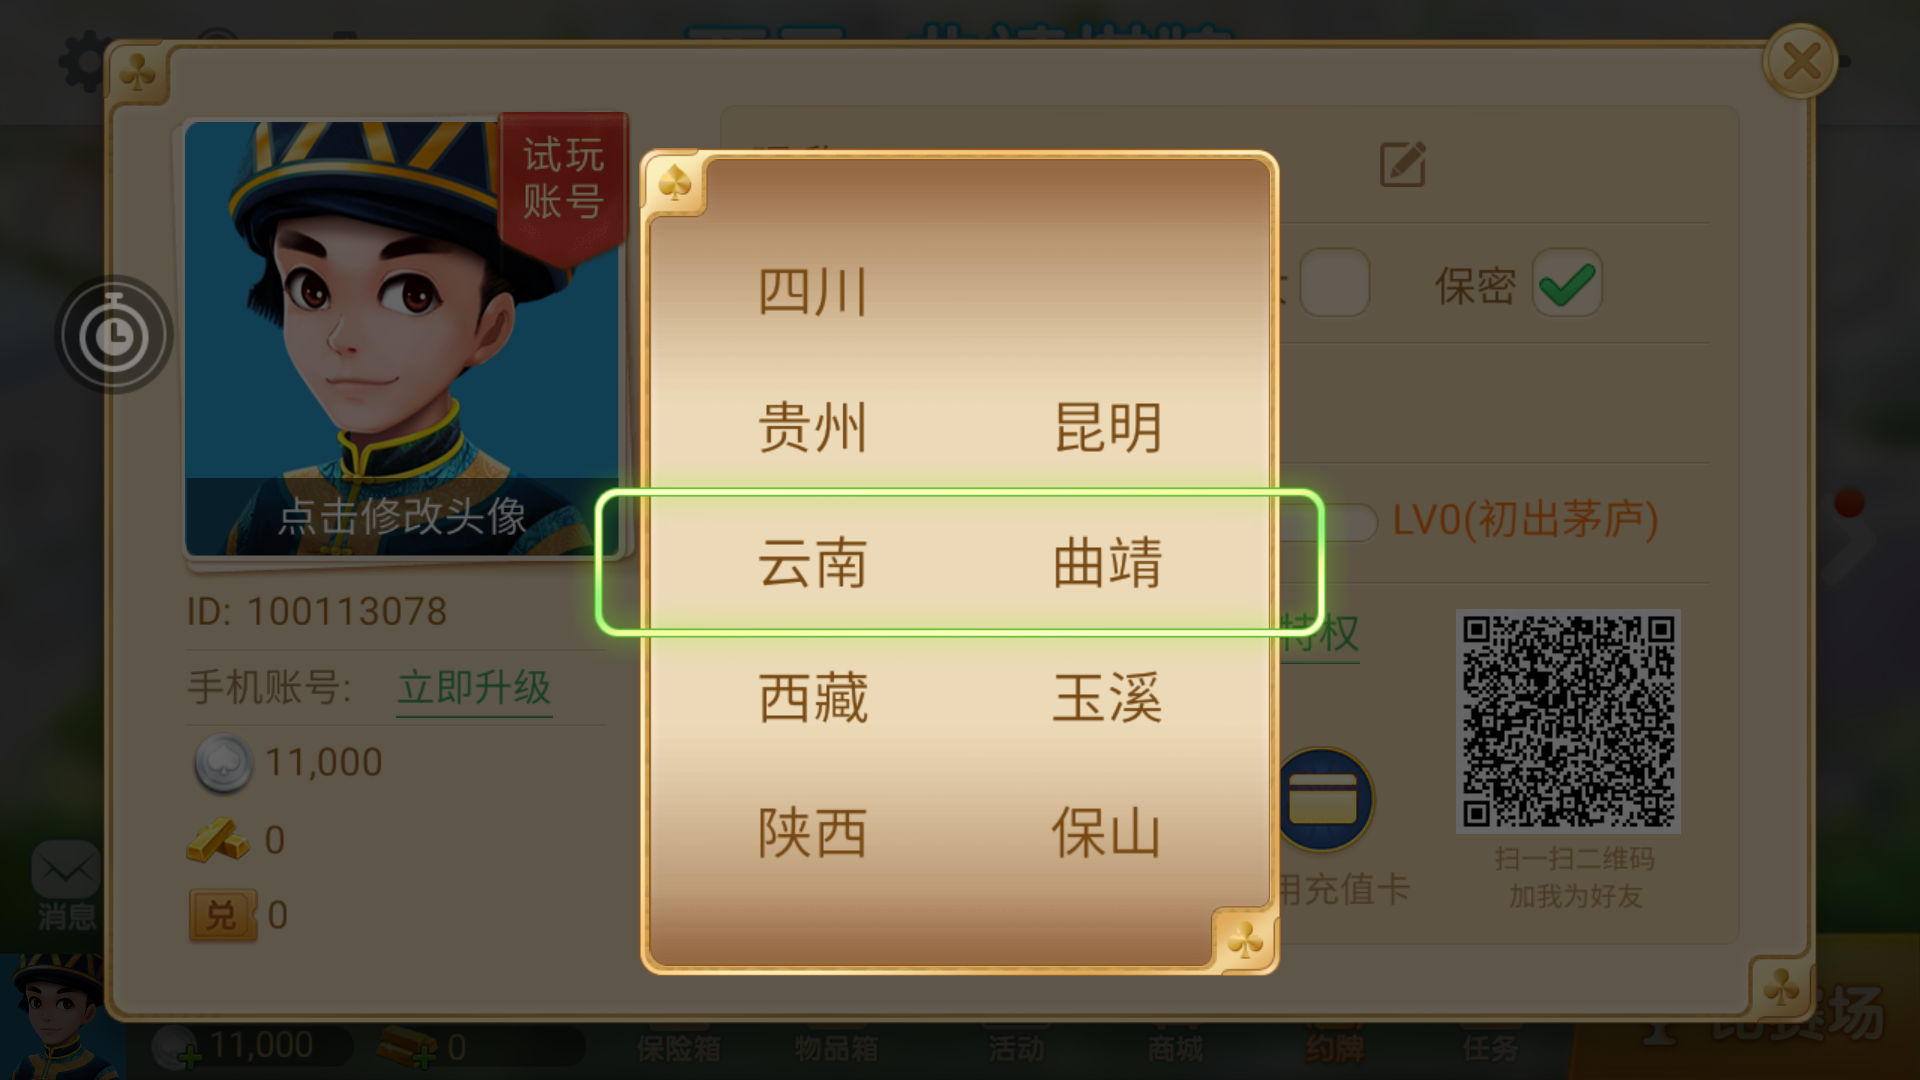 试玩
账号
点击修改头像
ID: 100113078
手机账号: 立即升级
11,000
0
兑 0
四川
贵州 昆明
云南 曲靖
西藏 玉溪
陕西 保山
保密
LV0(初出茅庐)
特权
用充值卡
扫一扫二维码
加我为好友
消息
11,000
0
保险箱
物品箱
活动
商城
约牌
任务
比赛场